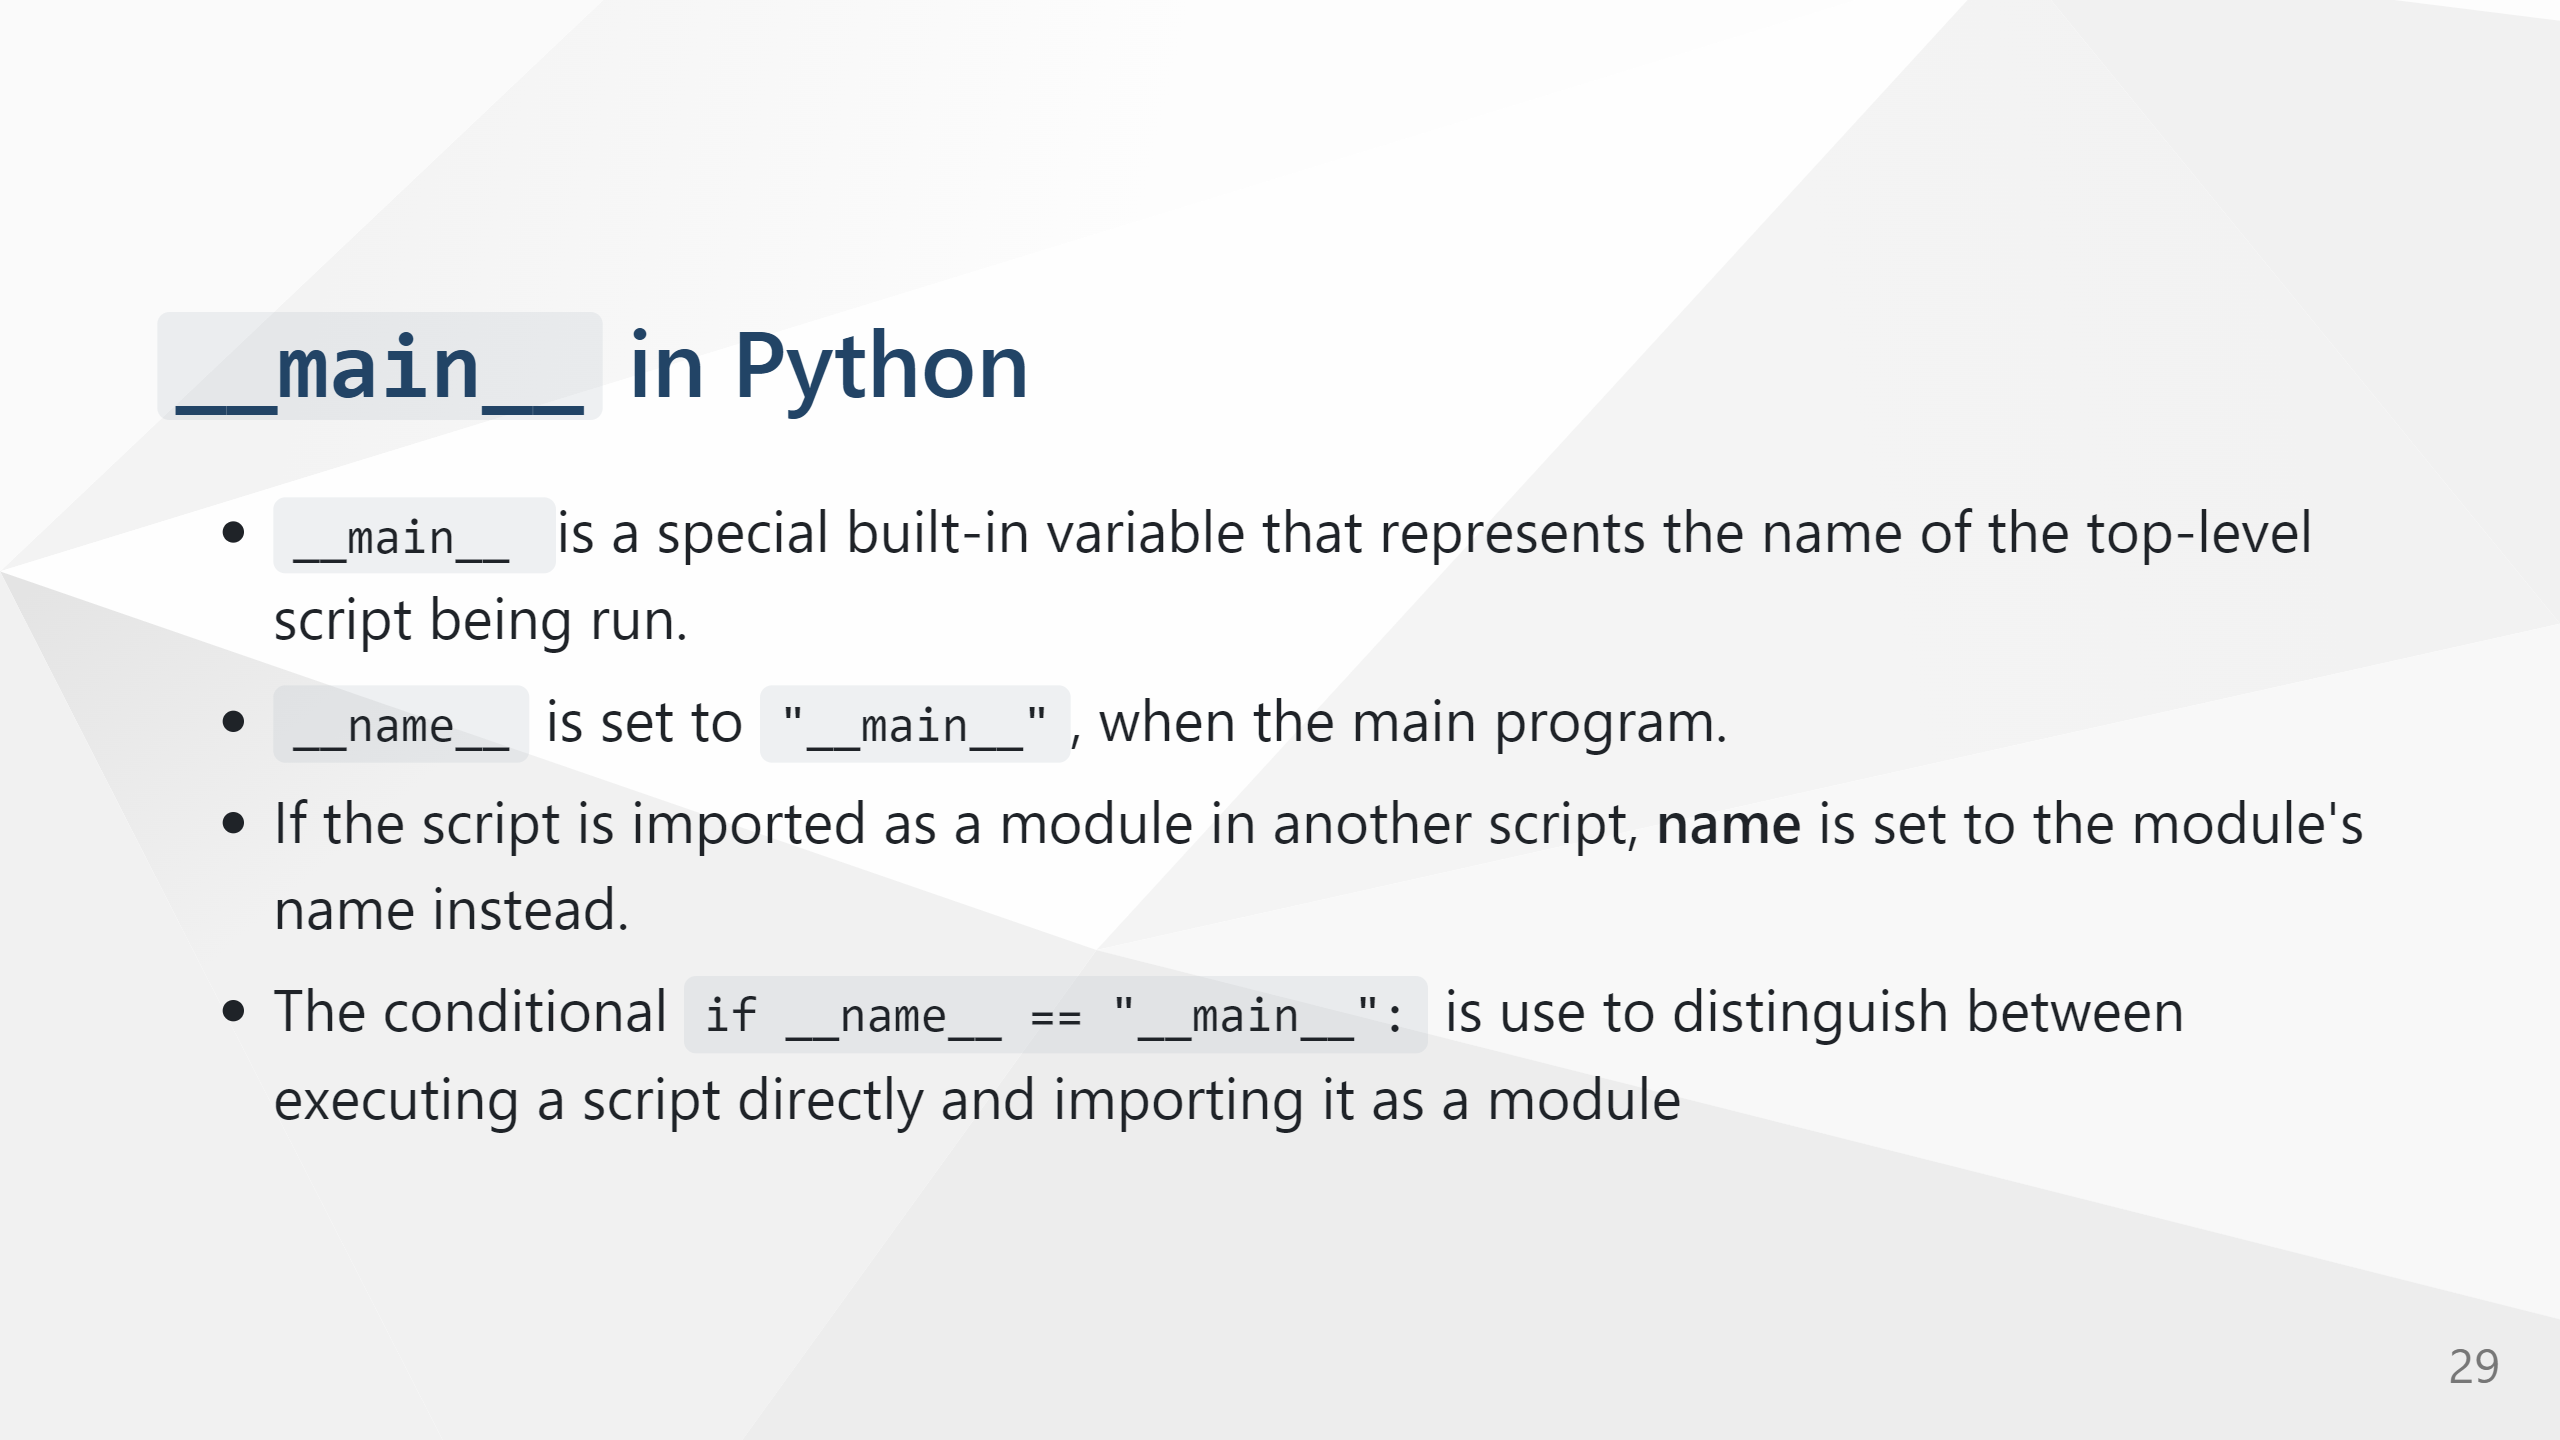 __main__ in Python
__main__ is a special built-in variable that represents the name of the top-level
script being run.
__name__ is set to "__main__", when the main program.
If the script is imported as a module in another script, name is set to the module's
name instead.
The conditional if __name__ == "__main__": is use to distinguish between
executing a script directly and importing it as a module
29